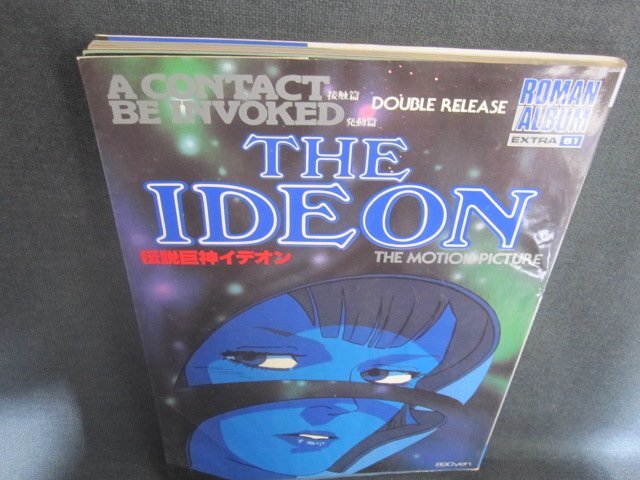 A CONTACT 接触篇
BE INVOKED 発動篇
DOUBLE RELEASE
ROMAN
ALBUM
EXTRA 51
THE
IDEON
伝説巨神イデオン
THE MOTION PICTURE
890yen